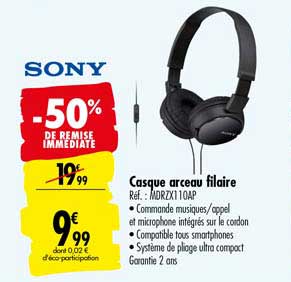 SONY
-50%
DE REMISE
IMMÉDIATE
19€99
9€99
dont 0,02 €
d'éco-participation
SONY
Casque arceau filaire
Réf. : MDRZX110AP
• Commande musiques/appel
et microphone intégrés sur le cordon
• Compatible tous smartphones
• Système de pliage ultra compact
Garantie 2 ans